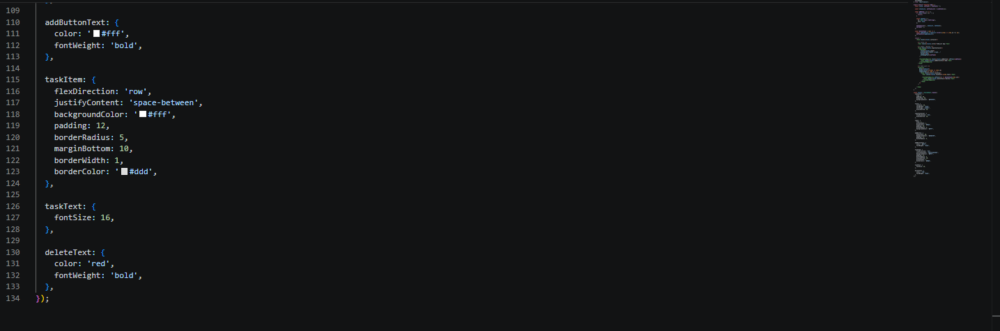 109
110 addButtonText: {
111 color: '#fff',
112 fontWeight: 'bold',
113 },
114
115 taskItem: {
116 flexDirection: 'row',
117 justifyContent: 'space-between',
118 backgroundColor: '#fff',
119 padding: 12,
120 borderRadius: 5,
121 marginBottom: 10,
122 borderWidth: 1,
123 borderColor: '#ddd',
124 },
125
126 taskText: {
127 fontSize: 16,
128 },
129
130 deleteText: {
131 color: 'red',
132 fontWeight: 'bold',
133 },
134 });